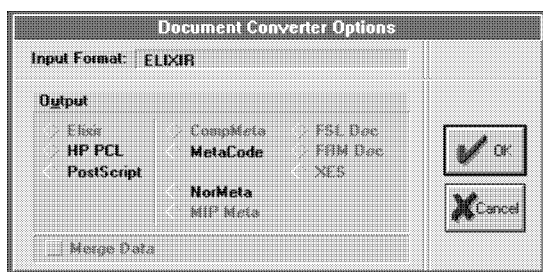 Document Converter Options
Input Format: ELIXIR
Output
Elixir CompMeta FSL Doc
HP PCL MetaCode FRM Doc
PostScript XES
NorMeta
MIP Meta
Merge Data
OK
Cancel